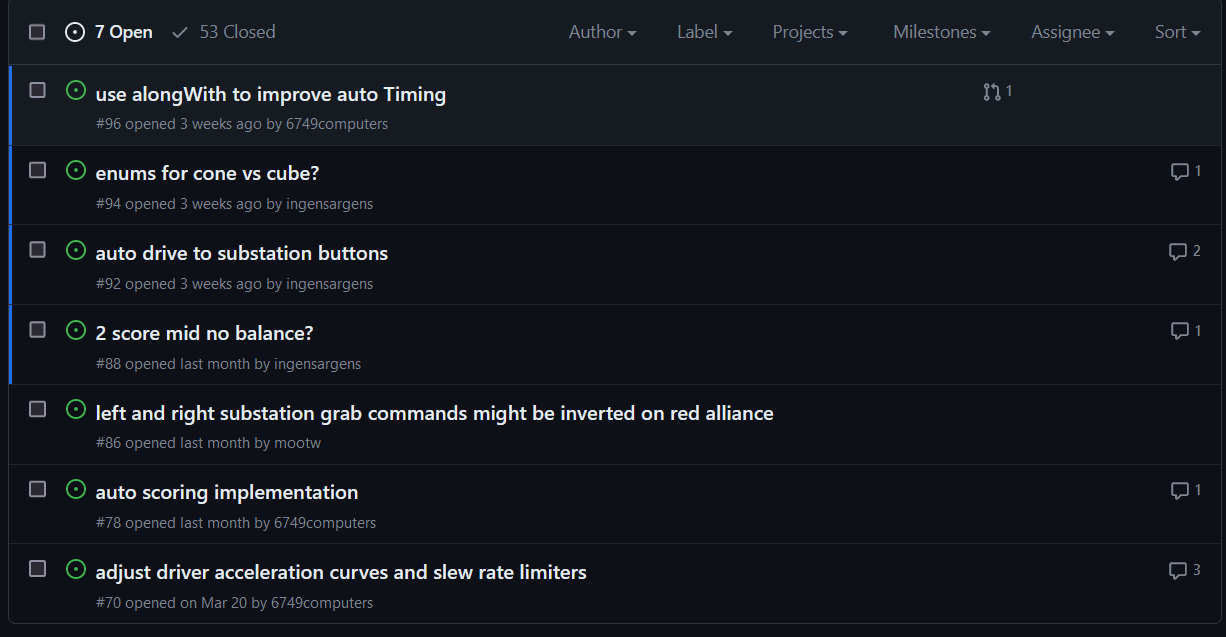 7 Open 53 Closed Author Label Projects Milestones Assignee Sort
use alongWith to improve auto Timing 1
#96 opened 3 weeks ago by 6749computers
enums for cone vs cube? 1
#94 opened 3 weeks ago by ingensargens
auto drive to substation buttons 2
#92 opened 3 weeks ago by ingensargens
2 score mid no balance? 1
#88 opened last month by ingensargens
left and right substation grab commands might be inverted on red alliance
#86 opened last month by mootw
auto scoring implementation 1
#78 opened last month by 6749computers
adjust driver acceleration curves and slew rate limiters 3
#70 opened on Mar 20 by 6749computers